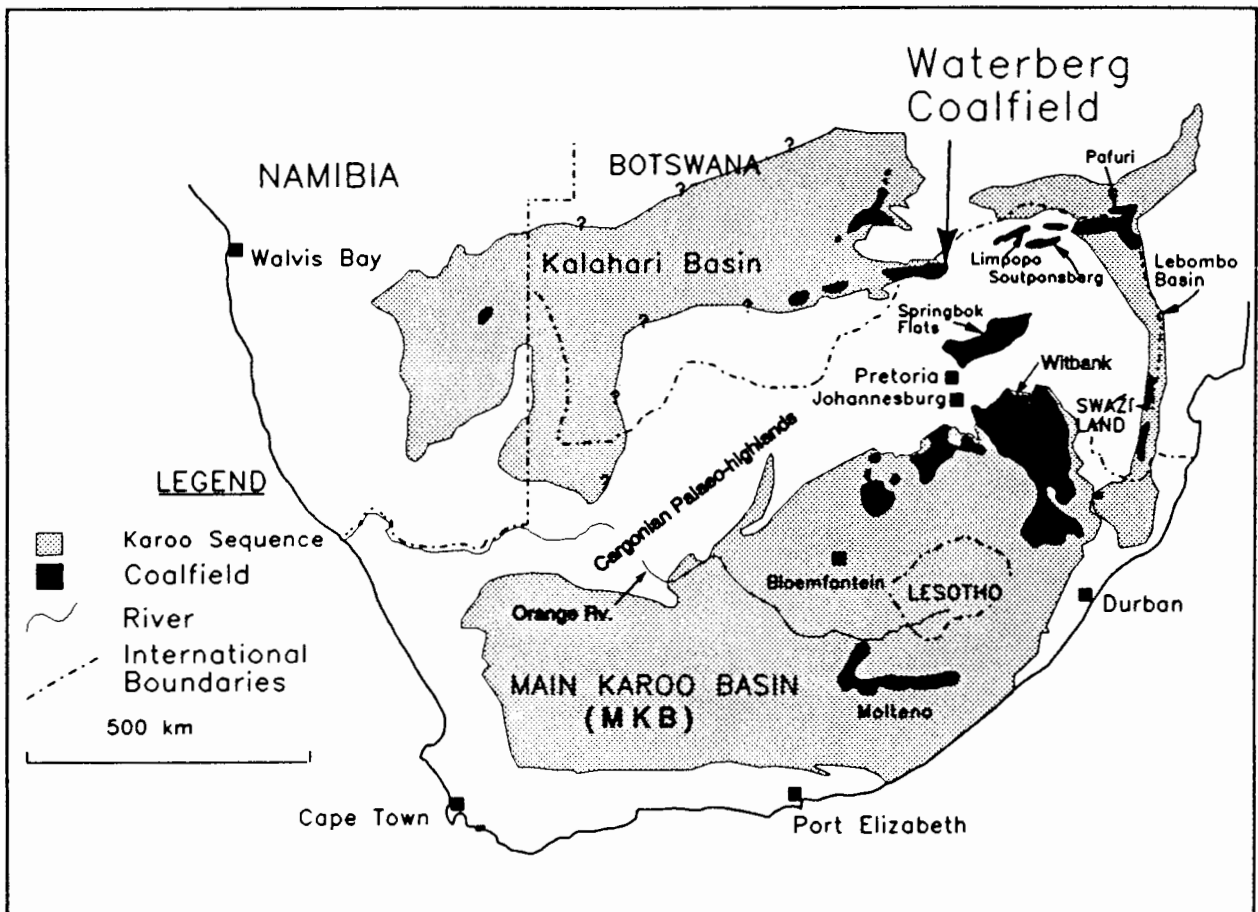 Waterberg
Coalfield
NAMIBIA
BOTSWANA
?
?
?
?
?
?
?
Pafuri
Walvis Bay
Kalahari Basin
Limpopo
Soutpansberg
Lebombo
Basin
Springbok
Flats
Pretoria
Johannesburg
Witbank
SWAZI
LAND
Cargonian Palaeo-highlands
LEGEND
Karoo Sequence
Coalfield
River
International
Boundaries
500 km
Bloemfontein
LESOTHO
Durban
Orange Rv.
MAIN KAROO BASIN
(MKB)
Molteno
Cape Town
Port Elizabeth